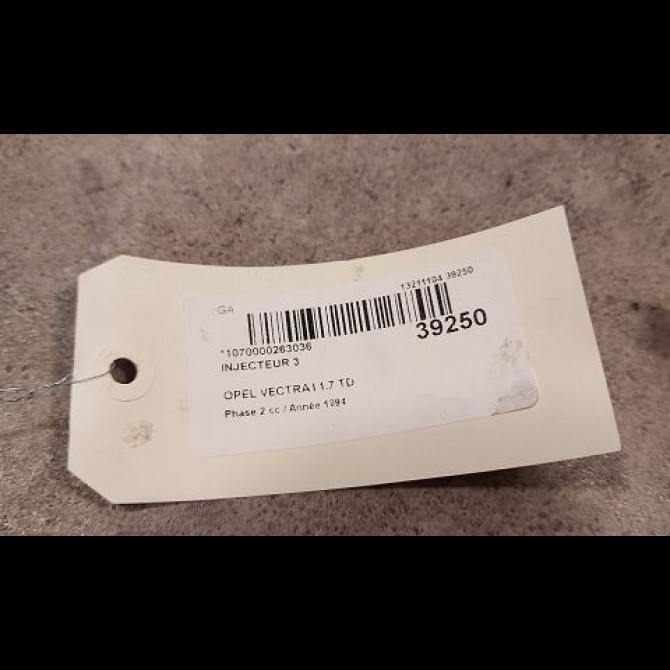 GA
13211104 39250
39250
*1070000263036
INJECTEUR 3
OPEL VECTRA I 1.7 TD
Phase 2 cc / Année 1994